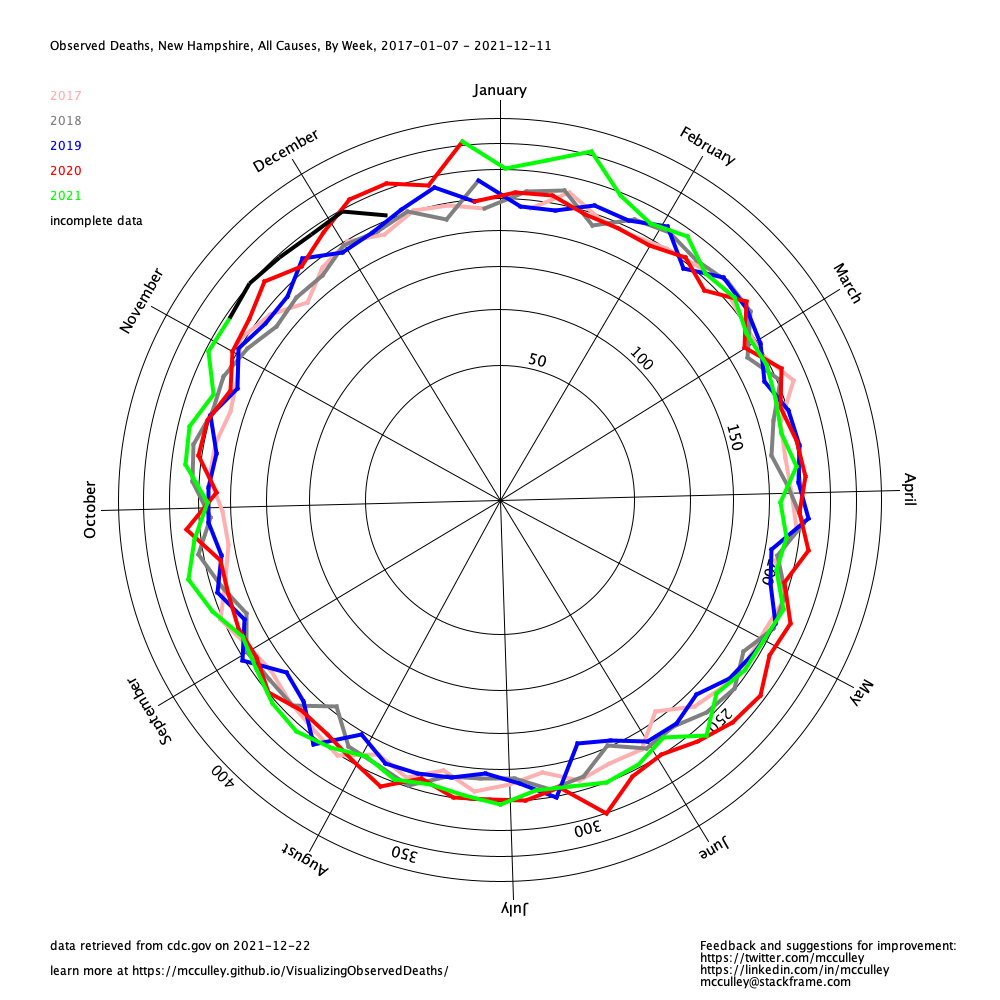 Observed Deaths, New Hampshire, All Causes, By Week, 2017-01-07 - 2021-12-11
2017
2018
2019
2020
2021
incomplete data
January
February
March
April
May
June
July
August
September
October
November
December
50
100
150
200
250
300
350
400
data retrieved from cdc.gov on 2021-12-22
learn more at https://mcculley.github.io/VisualizingObservedDeaths/
Feedback and suggestions for improvement:
https://twitter.com/mcculley
https://linkedin.com/in/mcculley
mcculley@stackframe.com